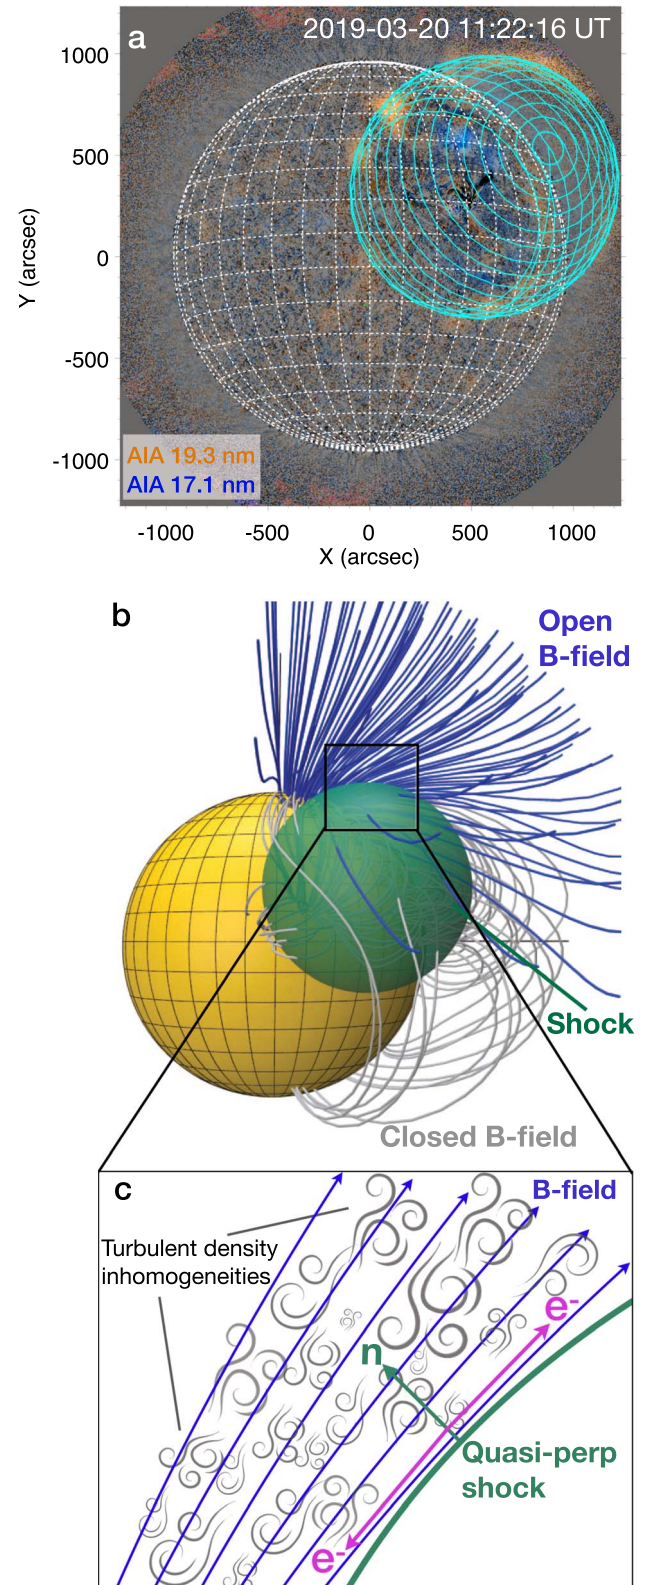 a
2019-03-20 11:22:16 UT
1000
500
0
-500
-1000
Y (arcsec)
AIA 19.3 nm
AIA 17.1 nm
-1000 -500 0 500 1000
X (arcsec)
b
Open
B-field
Shock
Closed B-field
c
B-field
Turbulent density
inhomogeneities
e-
n
Quasi-perp
shock
e-